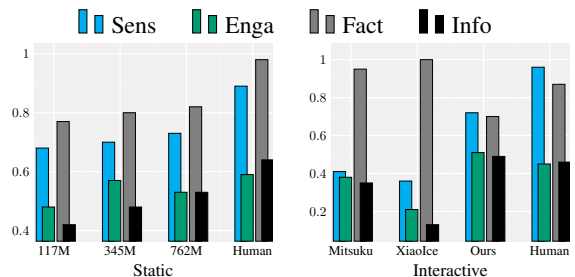 Sens Enga Fact Info
1
0.8
0.6
0.4
117M 345M 762M Human
Static
1
0.8
0.6
0.4
0.2
Mitsuku XiaoIce Ours Human
Interactive